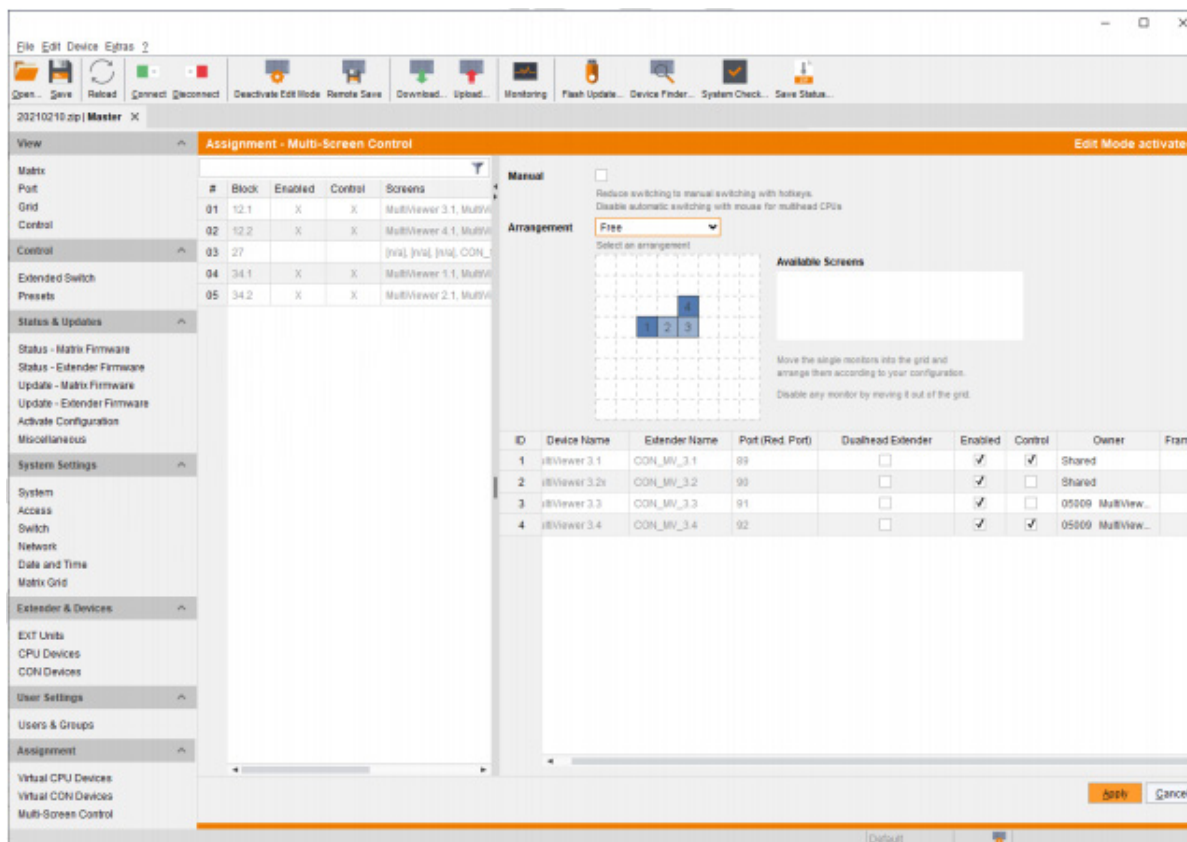 File Edit Device Extras ?
Open... Save Reload Connect Disconnect Deactivate Edit Mode Remote Save Download... Upload... Monitoring Flash Update... Device Finder... System Check... Save Status...
20210210.zip | Master X
View
Matrix
Port
Grid
Control
Control
Extended Switch
Presets
Status & Updates
Status - Matrix Firmware
Status - Extender Firmware
Update - Matrix Firmware
Update - Extender Firmware
Activate Configuration
Miscellaneous
System Settings
System
Access
Switch
Network
Date and Time
Matrix Grid
Extender & Devices
EXT Units
CPU Devices
CON Devices
User Settings
Users & Groups
Assignment
Virtual CPU Devices
Virtual CON Devices
Multi-Screen Control
Assignment - Multi-Screen Control Edit Mode activate
# Block Enabled Control Screens
01 12.1 X X MultiViewer 3.1, MultiVi
02 12.2 X X MultiViewer 4.1, MultiVi
03 27 [n/a], [n/a], [n/a], CON_
04 34.1 X X MultiViewer 1.1, MultiVi
05 34.2 X X MultiViewer 2.1, MultiVi
Manual
Reduce switching to manual switching with hotkeys.
Disable automatic switching with mouse for multihead CPUs
Arrangement Free
Select an arrangement
4
1 2 3
Available Screens
Move the single monitors into the grid and
arrange them according to your configuration.
Disable any monitor by moving it out of the grid.
ID Device Name Extender Name Port (Red. Port) Dualhead Extender Enabled Control Owner Fram
1 ultiViewer 3.1 CON_MV_3.1 89 Shared
2 ultiViewer 3.2x CON_MV_3.2 90 Shared
3 ultiViewer 3.3 CON_MV_3.3 91 05009 MultiView...
4 ultiViewer 3.4 CON_MV_3.4 92 05009 MultiView...
Apply Cancel
Default